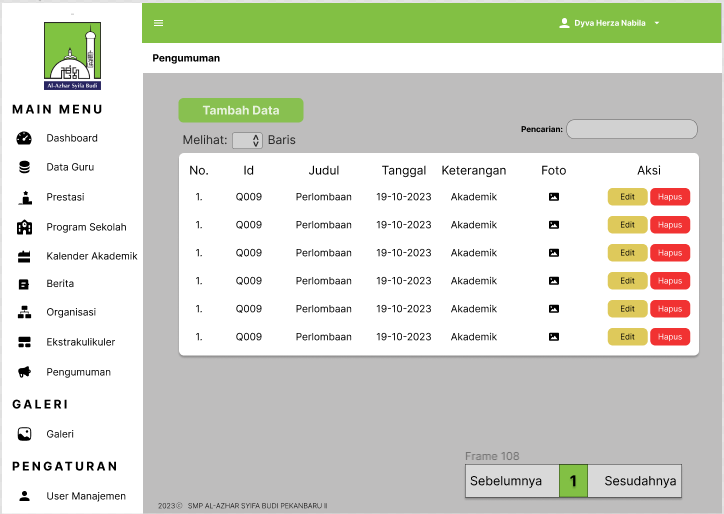 Al-Azhar Syifa Budi
MAIN MENU
Dashboard
Data Guru
Prestasi
Program Sekolah
Kalender Akademik
Berita
Organisasi
Ekstrakulikuler
Pengumuman
GALERI
Galeri
PENGATURAN
User Manajemen
Dyva Herza Nabila
Pengumuman
Tambah Data
Melihat: Baris
Pencarian:
No. Id Judul Tanggal Keterangan Foto Aksi
1. Q009 Perlombaan 19-10-2023 Akademik Edit Hapus
1. Q009 Perlombaan 19-10-2023 Akademik Edit Hapus
1. Q009 Perlombaan 19-10-2023 Akademik Edit Hapus
1. Q009 Perlombaan 19-10-2023 Akademik Edit Hapus
1. Q009 Perlombaan 19-10-2023 Akademik Edit Hapus
1. Q009 Perlombaan 19-10-2023 Akademik Edit Hapus
Frame 108
Sebelumnya 1 Sesudahnya
2023© SMP AL-AZHAR SYIFA BUDI PEKANBARU II